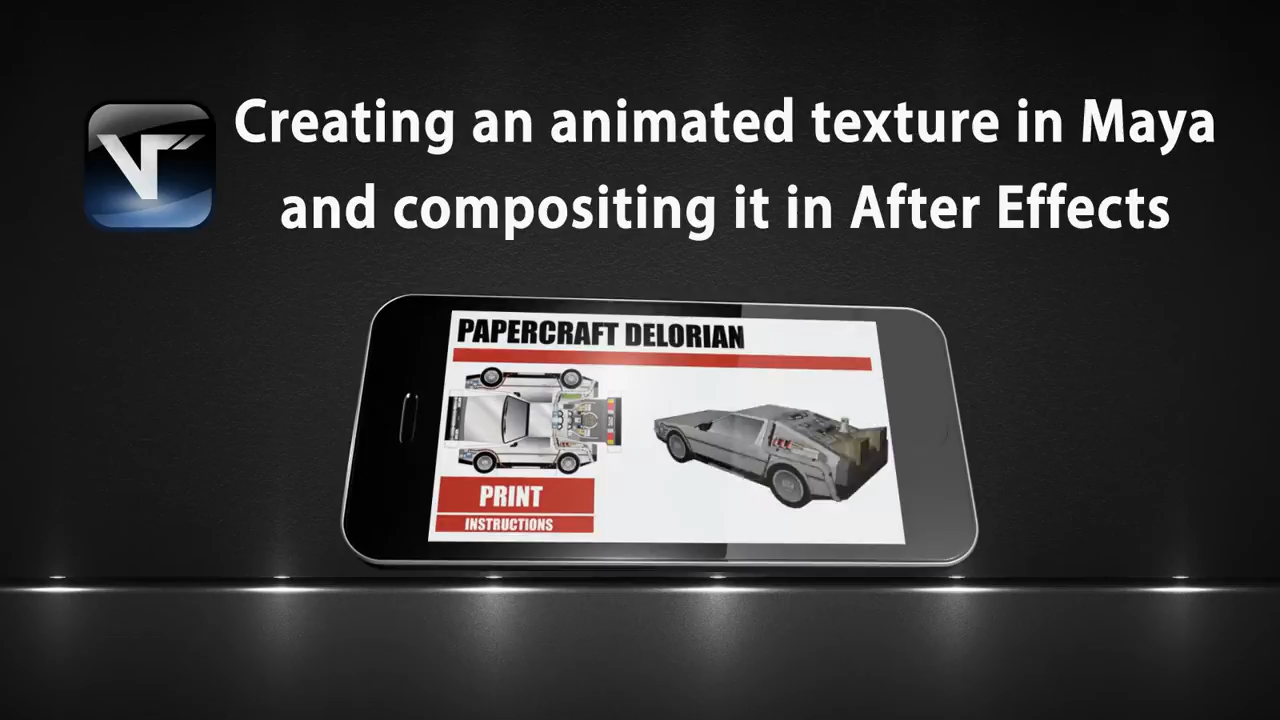 Creating an animated texture in Maya
and compositing it in After Effects
PAPERCRAFT DELORIAN
PRINT
INSTRUCTIONS